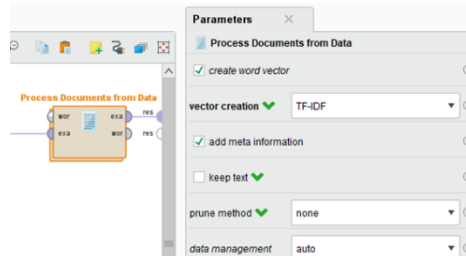 Parameters
Process Documents from Data
create word vector
Process Documents from Data
wor exa res
exa wor res
vector creation TF-IDF
add meta information
keep text
prune method none
data management auto